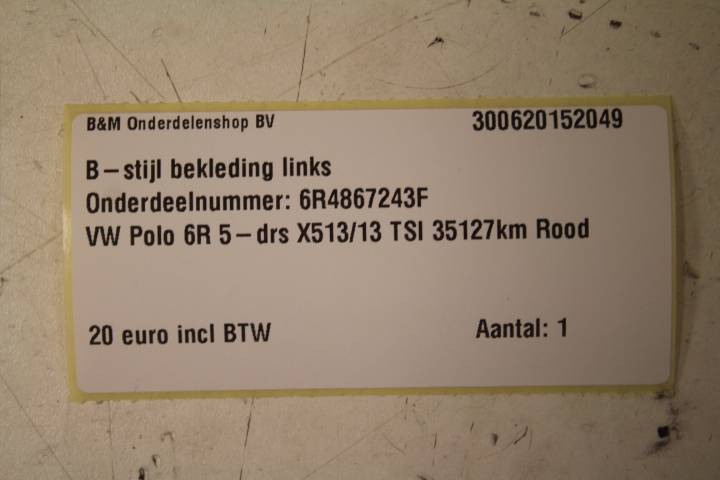 B&M Onderdelenshop BV 300620152049
B-stijl bekleding links
Onderdeelnummer: 6R4867243F
VW Polo 6R 5-drs X513/13 TSI 35127km Rood
20 euro incl BTW Aantal: 1